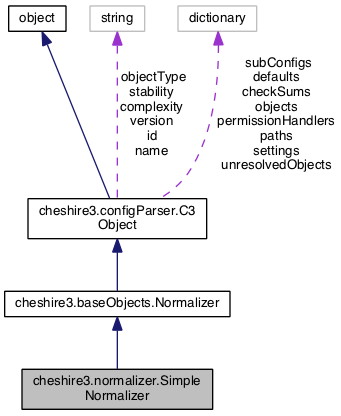 object
string
dictionary
objectType
stability
complexity
version
id
name
subConfigs
defaults
checkSums
objects
permissionHandlers
paths
settings
unresolvedObjects
cheshire3.configParser.C3
Object
cheshire3.baseObjects.Normalizer
cheshire3.normalizer.Simple
Normalizer